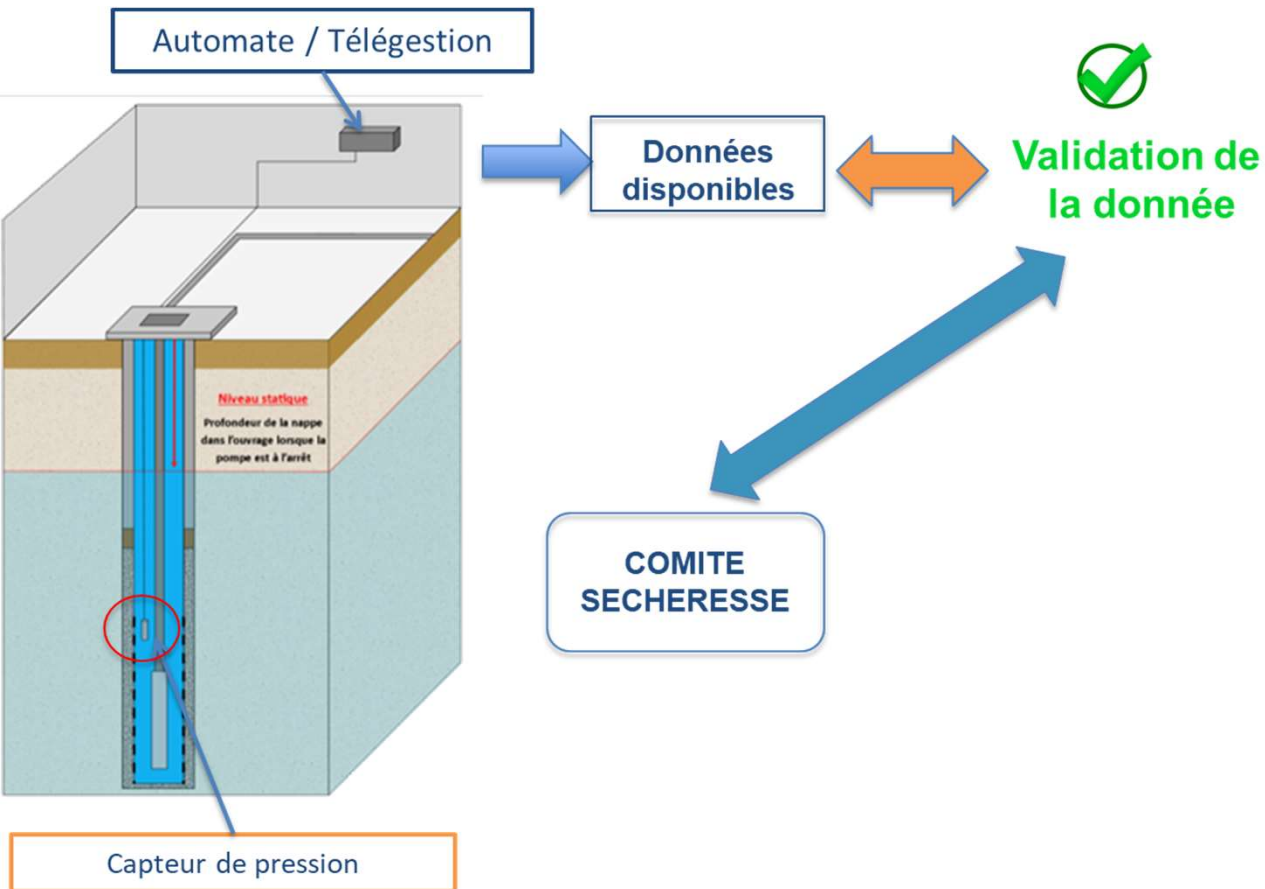 Automate / Télégestion
Données
disponibles
Validation de
la donnée
Niveau statique
Profondeur de la nappe
dans l'ouvrage lorsque la
pompe est à l'arrêt
COMITE
SECHERESSE
Capteur de pression